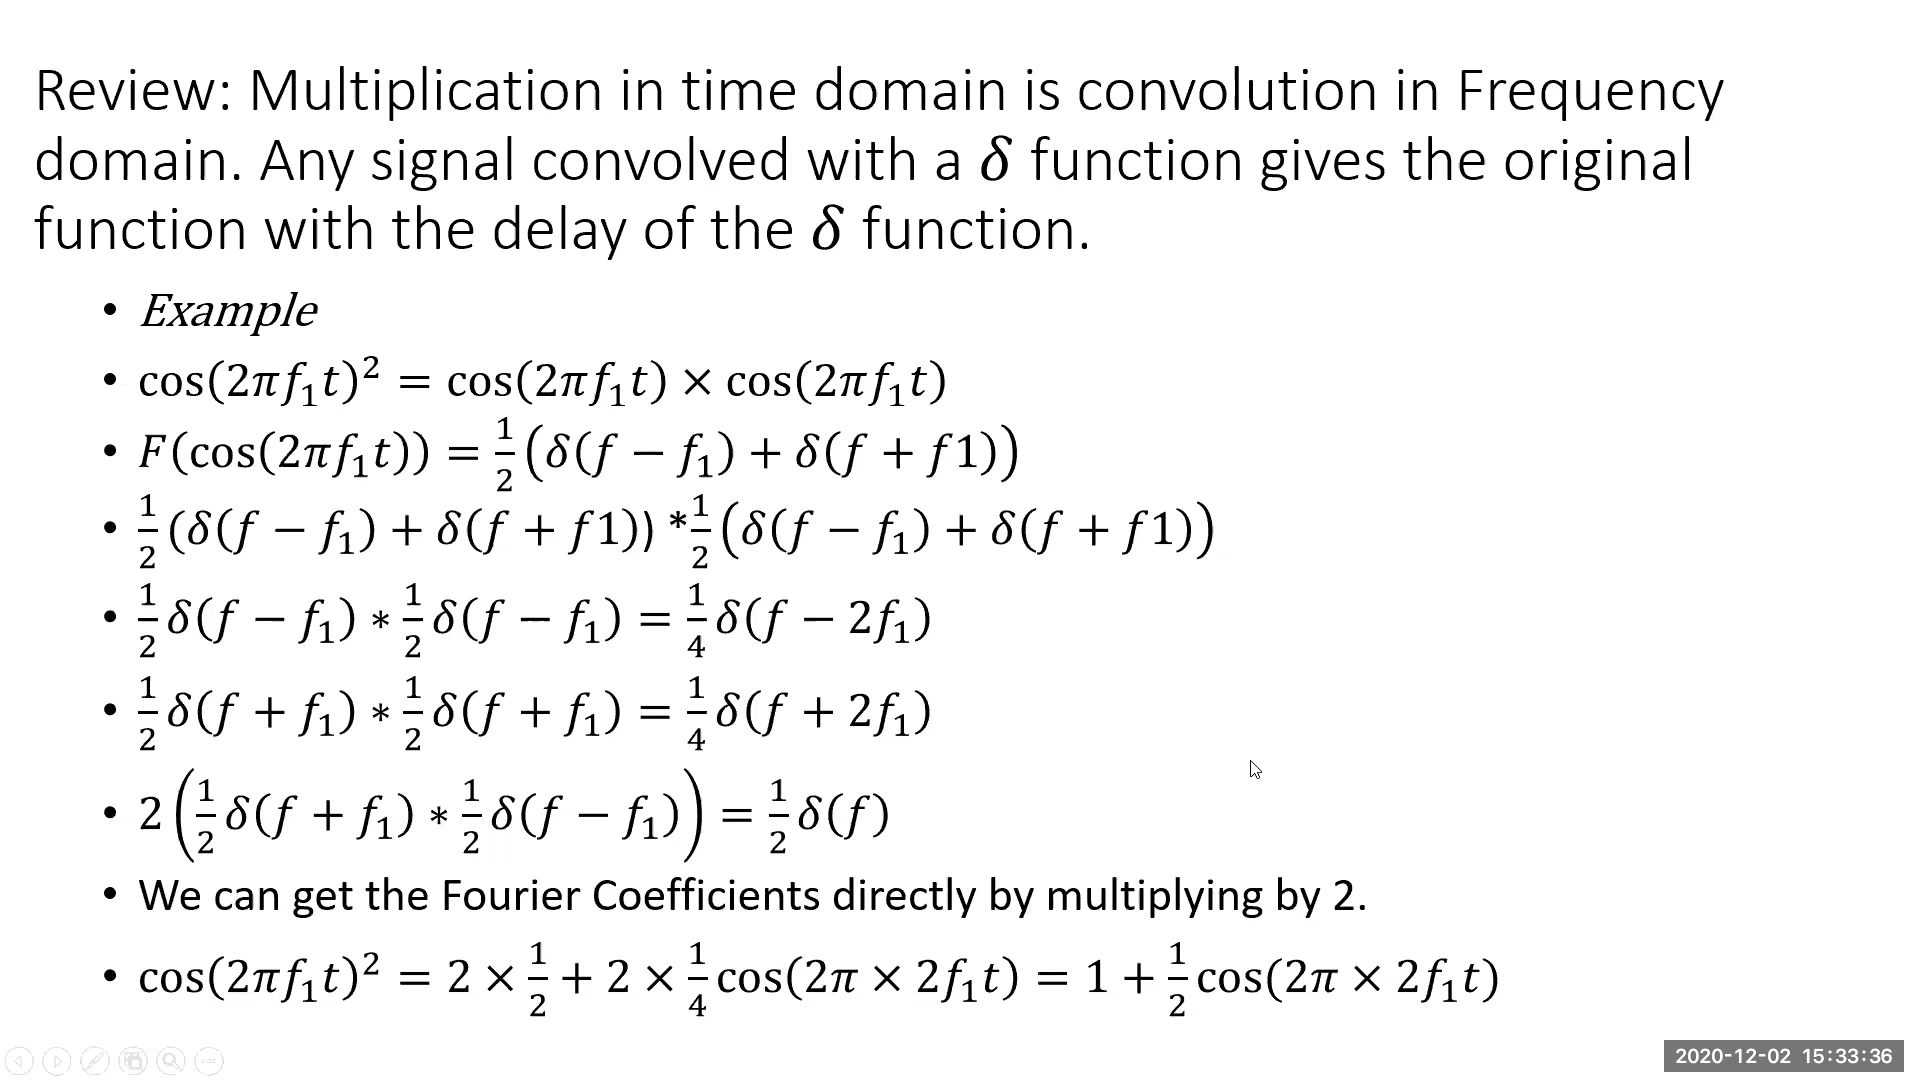 Review: Multiplication in time domain is convolution in Frequency
domain. Any signal convolved with a 𝛿 function gives the original
function with the delay of the 𝛿 function.
• Example
• cos(2𝜋𝑓₁𝑡)² = cos(2𝜋𝑓₁𝑡) × cos(2𝜋𝑓₁𝑡)
• 𝐹(cos(2𝜋𝑓₁𝑡)) = 1/2 (𝛿(𝑓 − 𝑓₁) + 𝛿(𝑓 + 𝑓1))
• 1/2 (𝛿(𝑓 − 𝑓₁) + 𝛿(𝑓 + 𝑓1)) * 1/2 (𝛿(𝑓 − 𝑓₁) + 𝛿(𝑓 + 𝑓1))
• 1/2 𝛿(𝑓 − 𝑓₁) ∗ 1/2 𝛿(𝑓 − 𝑓₁) = 1/4 𝛿(𝑓 − 2𝑓₁)
• 1/2 𝛿(𝑓 + 𝑓₁) ∗ 1/2 𝛿(𝑓 + 𝑓₁) = 1/4 𝛿(𝑓 + 2𝑓₁)
• 2 (1/2 𝛿(𝑓 + 𝑓₁) ∗ 1/2 𝛿(𝑓 − 𝑓₁)) = 1/2 𝛿(𝑓)
• We can get the Fourier Coefficients directly by multiplying by 2.
• cos(2𝜋𝑓₁𝑡)² = 2 × 1/2 + 2 × 1/4 cos(2𝜋 × 2𝑓₁𝑡) = 1 + 1/2 cos(2𝜋 × 2𝑓₁𝑡)
2020-12-02 15:33:36